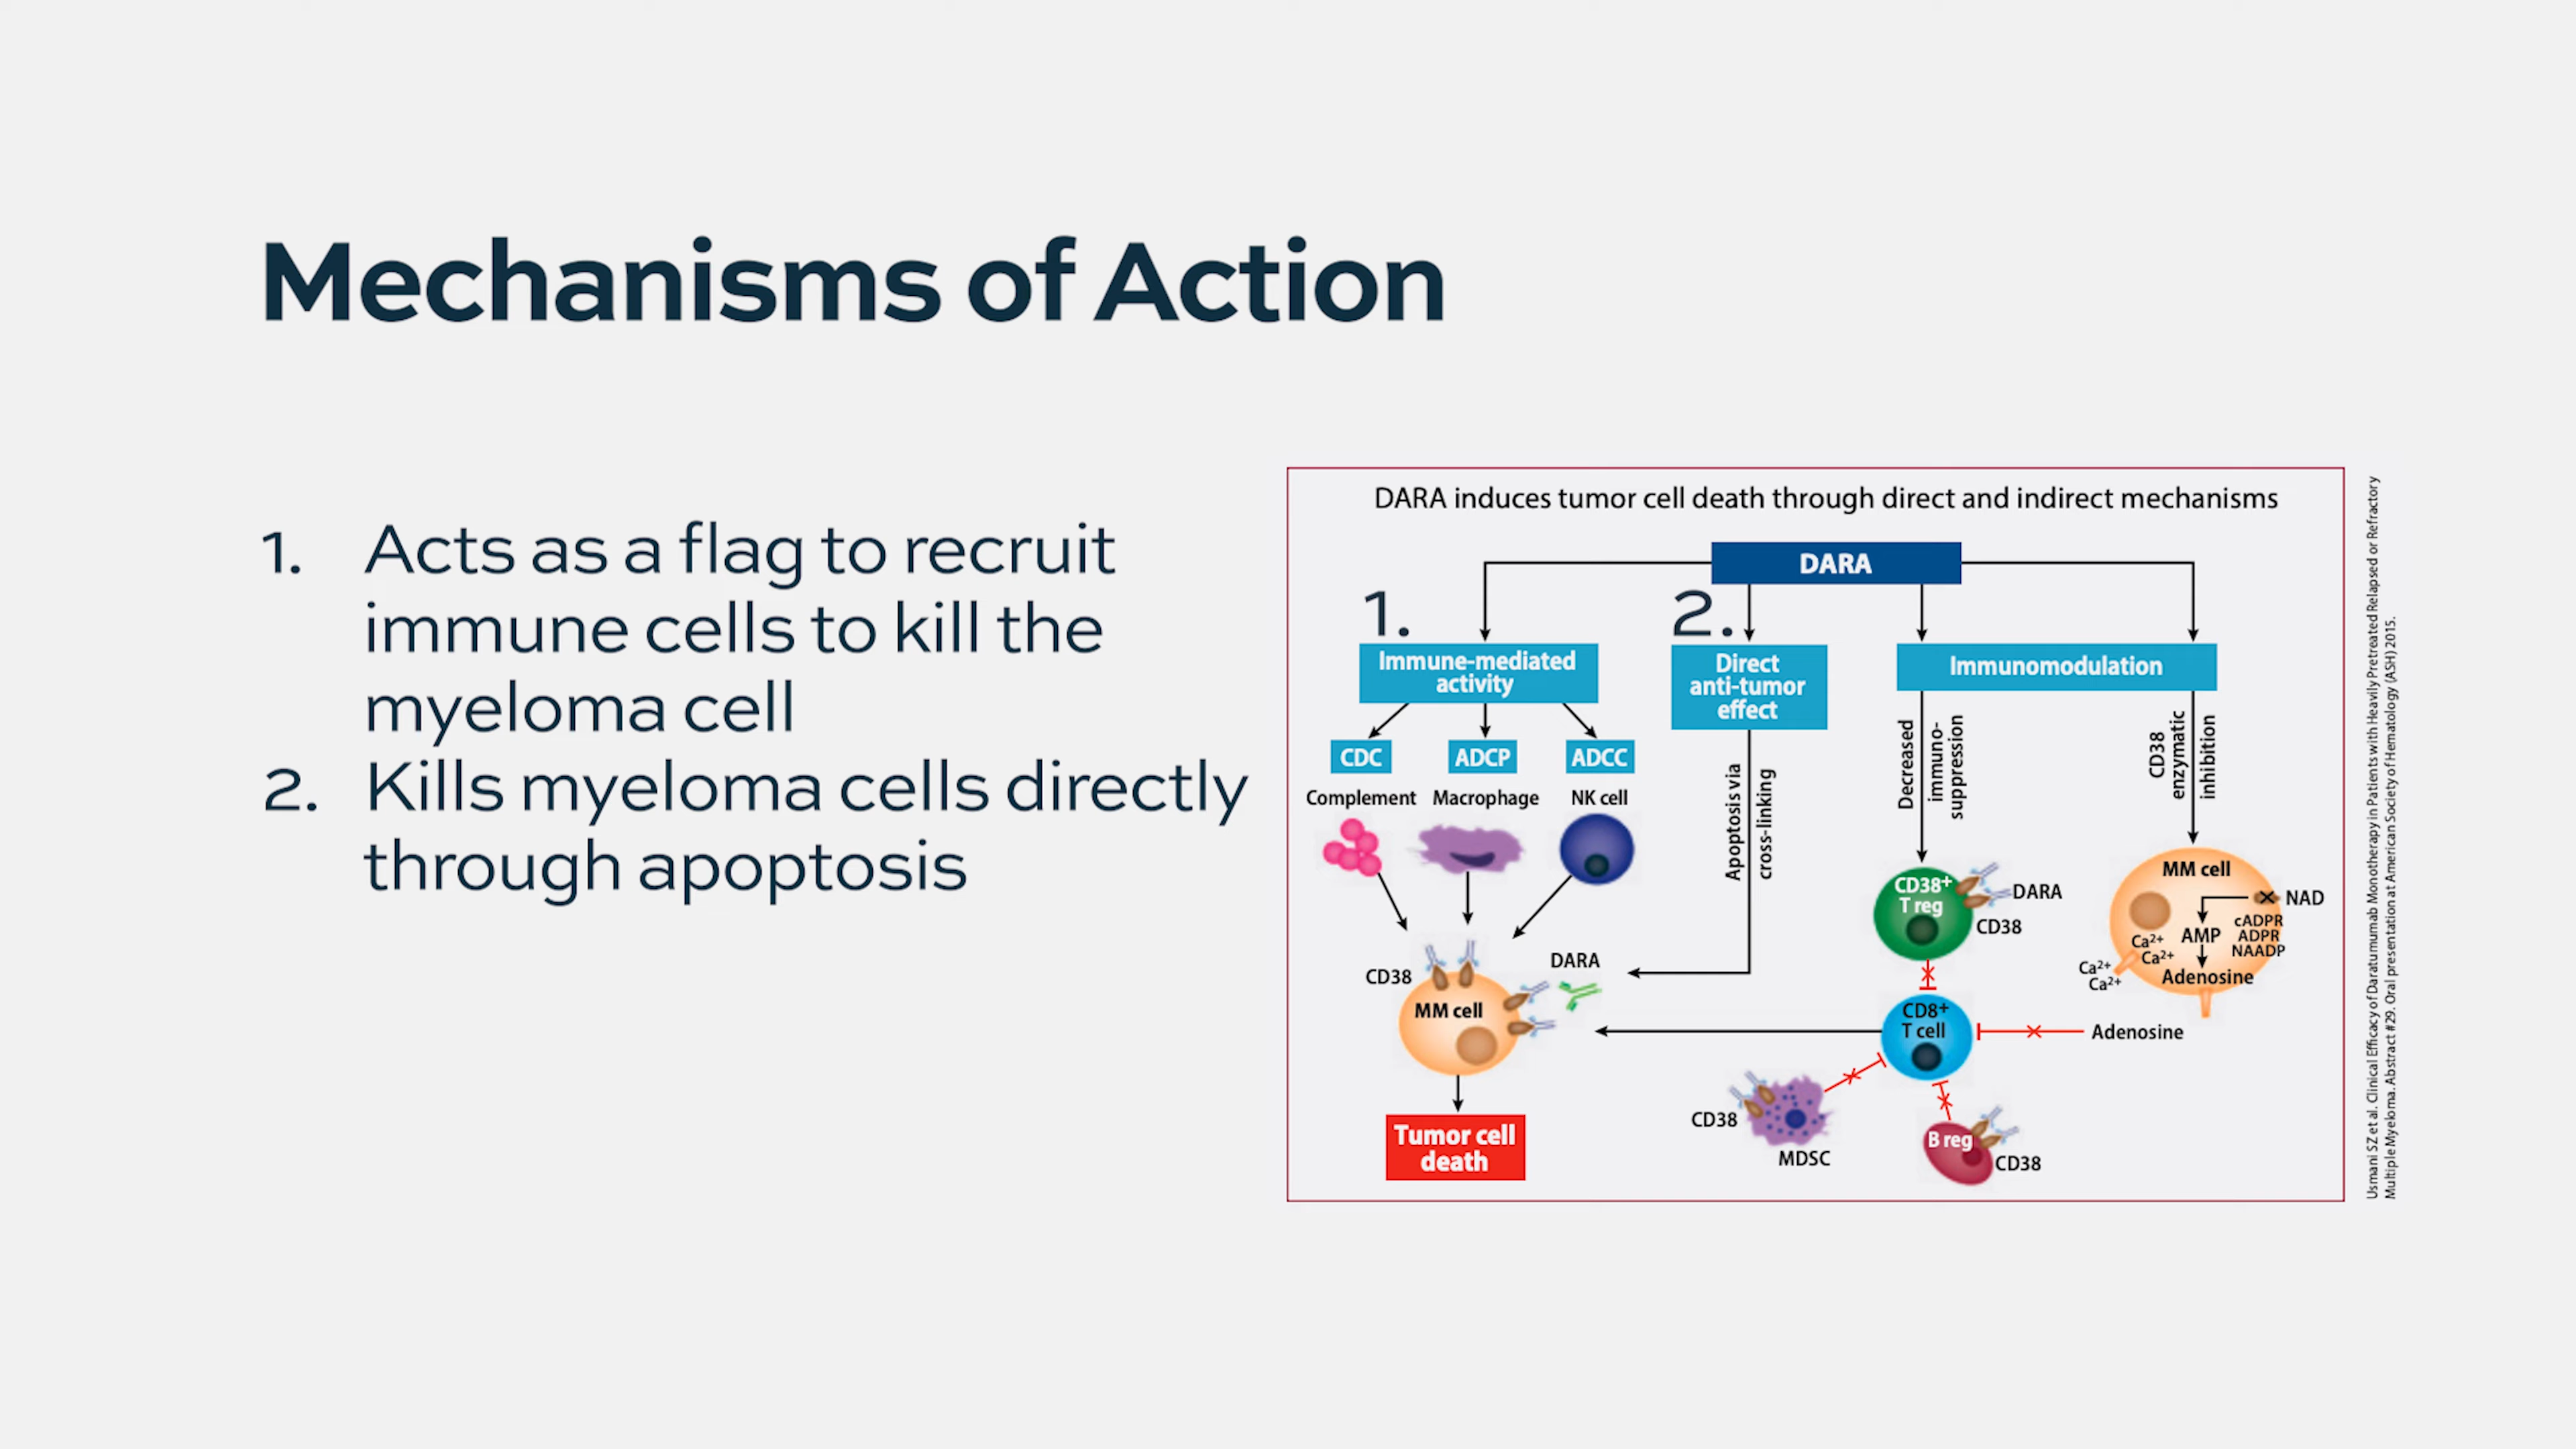 Mechanisms of Action
1. Acts as a flag to recruit
immune cells to kill the
myeloma cell
2. Kills myeloma cells directly
through apoptosis
DARA induces tumor cell death through direct and indirect mechanisms
DARA
1.
2.
Immune-mediated
activity
Direct
anti-tumor
effect
Immunomodulation
CDC
ADCP
ADCC
Complement
Macrophage
NK cell
Apoptosis via
cross-linking
Decreased
immuno-
suppression
CD38
enzymatic
inhibition
CD38+
T reg
DARA
CD38
MM cell
NAD
cADPR
ADPR
NAADP
AMP
Ca2+
Ca2+
Adenosine
Ca2+
Ca2+
CD38
DARA
MM cell
CD8+
T cell
Adenosine
Tumor cell
death
CD38
MDSC
B reg
CD38
Usmani SZ et al. Clinical Efficacy of Daratumumab Monotherapy in Patients with Heavily Pretreated Relapsed or Refractory
Multiple Myeloma. Abstract #29. Oral presentation at American Society of Hematology (ASH) 2015.